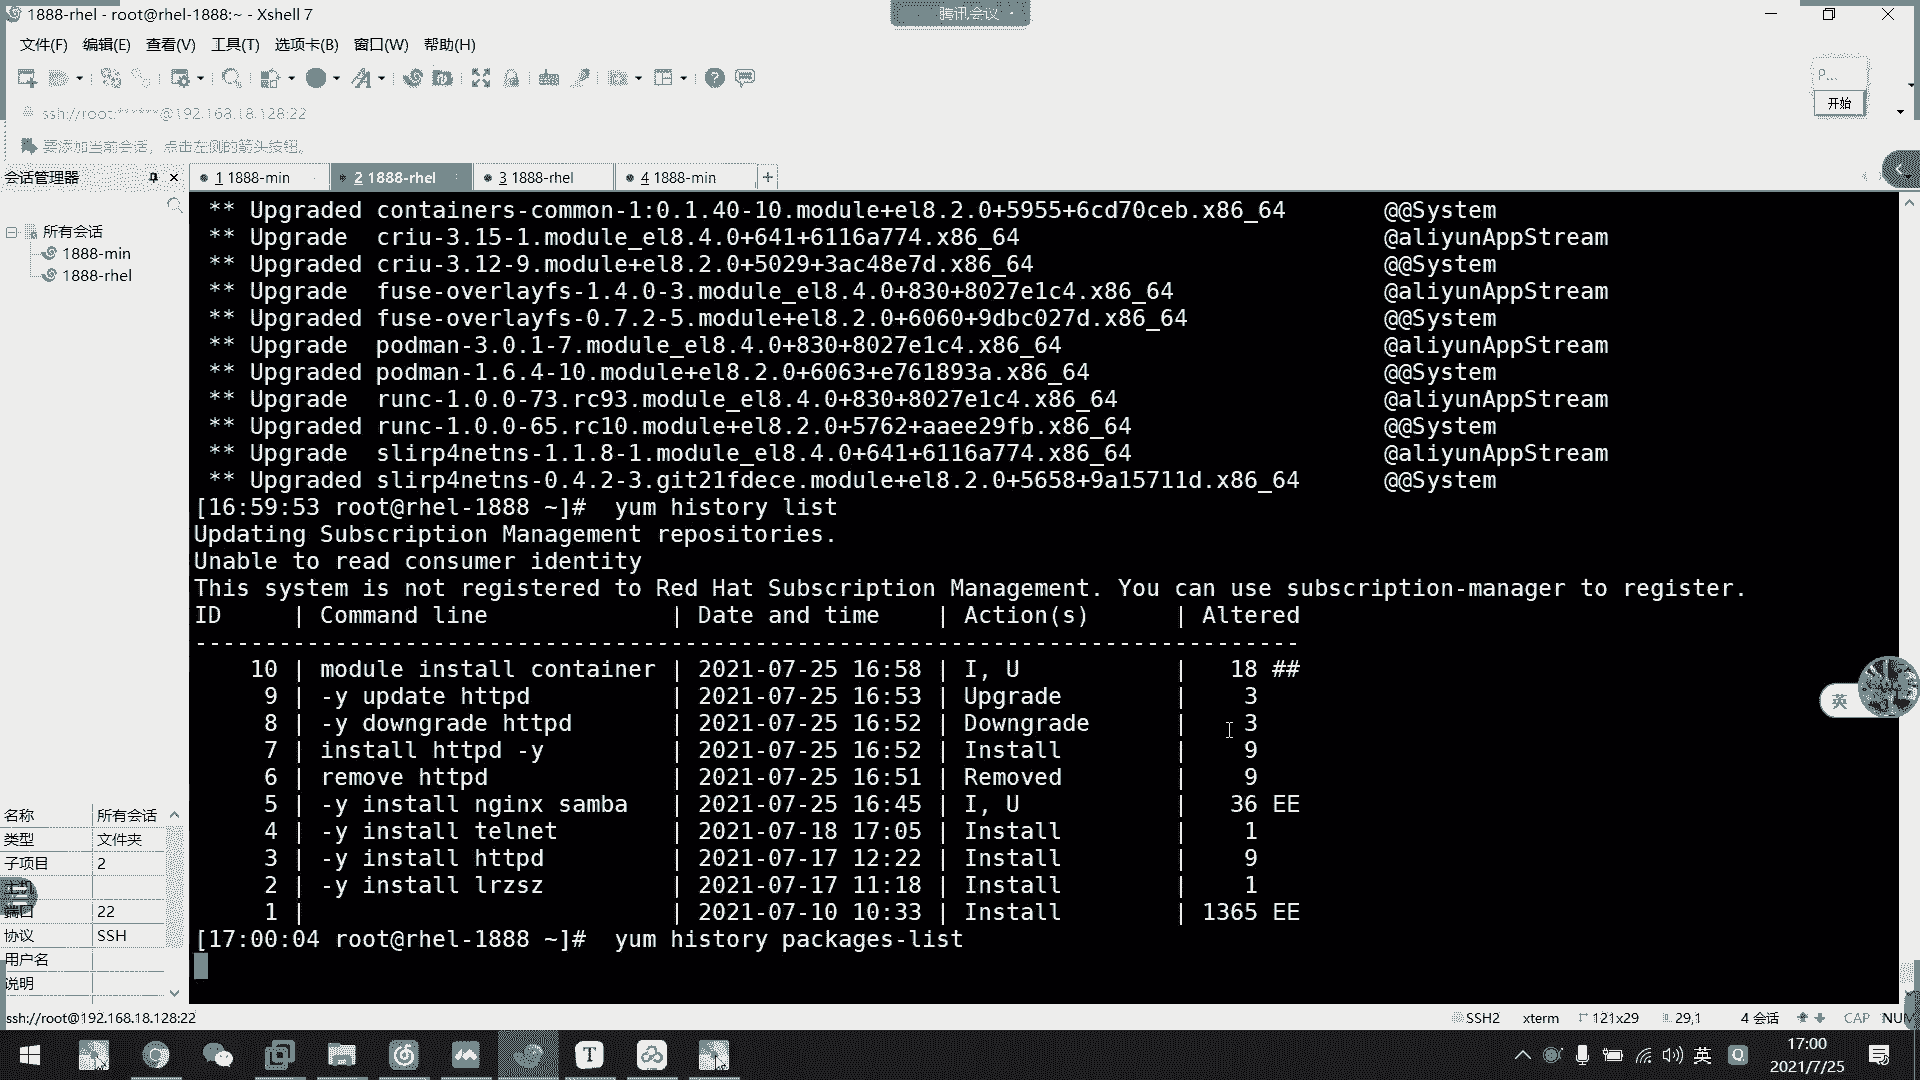 1888-rhel - root@rhel-1888:~ - Xshell 7
腾讯会议
文件(F) 编辑(E) 查看(V) 工具(T) 选项卡(B) 窗口(W) 帮助(H)
P...
开始
ssh://root:******@192.168.18.128:22
要添加当前会话，点击左侧的箭头按钮。
会话管理器
1 1888-min
2 1888-rhel
3 1888-rhel
4 1888-min
所有会话
1888-min
1888-rhel
** Upgraded containers-common-1:0.1.40-10.module+el8.2.0+5955+6cd70ceb.x86_64 @@System
** Upgrade criu-3.15-1.module_el8.4.0+641+6116a774.x86_64 @aliyunAppStream
** Upgraded criu-3.12-9.module+el8.2.0+5029+3ac48e7d.x86_64 @@System
** Upgrade fuse-overlayfs-1.4.0-3.module_el8.4.0+830+8027e1c4.x86_64 @aliyunAppStream
** Upgraded fuse-overlayfs-0.7.2-5.module+el8.2.0+6060+9dbc027d.x86_64 @@System
** Upgrade podman-3.0.1-7.module_el8.4.0+830+8027e1c4.x86_64 @aliyunAppStream
** Upgraded podman-1.6.4-10.module+el8.2.0+6063+e761893a.x86_64 @@System
** Upgrade runc-1.0.0-73.rc93.module_el8.4.0+830+8027e1c4.x86_64 @aliyunAppStream
** Upgraded runc-1.0.0-65.rc10.module+el8.2.0+5762+aaee29fb.x86_64 @@System
** Upgrade slirp4netns-1.1.8-1.module_el8.4.0+641+6116a774.x86_64 @aliyunAppStream
** Upgraded slirp4netns-0.4.2-3.git21fdece.module+el8.2.0+5658+9a15711d.x86_64 @@System
[16:59:53 root@rhel-1888 ~]# yum history list
Updating Subscription Management repositories.
Unable to read consumer identity
This system is not registered to Red Hat Subscription Management. You can use subscription-manager to register.
ID | Command line | Date and time | Action(s) | Altered
-------------------------------------------------------------------------------
10 | module install container | 2021-07-25 16:58 | I, U | 18 ##
9 | -y update httpd | 2021-07-25 16:53 | Upgrade | 3
8 | -y downgrade httpd | 2021-07-25 16:52 | Downgrade | 3
7 | install httpd -y | 2021-07-25 16:52 | Install | 9
6 | remove httpd | 2021-07-25 16:51 | Removed | 9
5 | -y install nginx samba | 2021-07-25 16:45 | I, U | 36 EE
4 | -y install telnet | 2021-07-18 17:05 | Install | 1
3 | -y install httpd | 2021-07-17 12:22 | Install | 9
2 | -y install lrzsz | 2021-07-17 11:18 | Install | 1
1 | | 2021-07-10 10:33 | Install | 1365 EE
[17:00:04 root@rhel-1888 ~]# yum history packages-list
英
名称 所有会话
类型 文件夹
子项目 2
端口 22
协议 SSH
用户名
说明
ssh://root@192.168.18.128:22
SSH2 xterm 121x29 29,1 4 会话 CAP NUM
英
17:00
2021/7/25